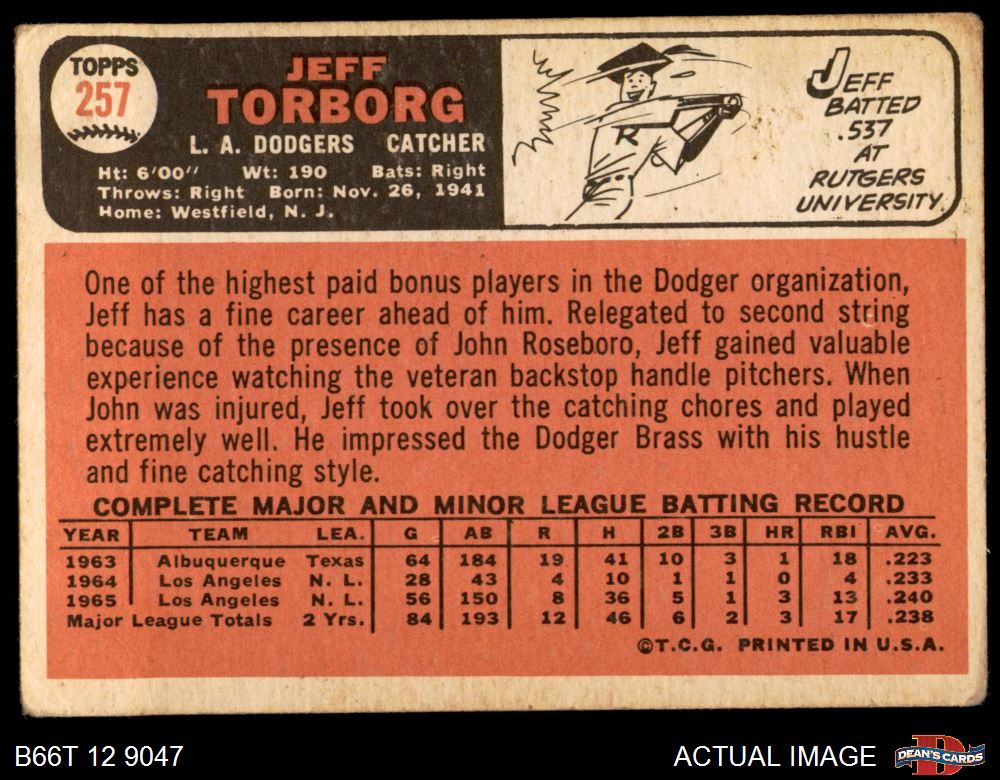 TOPPS
257
JEFF
TORBORG
L. A. DODGERS CATCHER
Ht: 6'00" Wt: 190 Bats: Right
Throws: Right Born: Nov. 26, 1941
Home: Westfield, N. J.
R
JEFF
BATTED
.537
AT
RUTGERS
UNIVERSITY
One of the highest paid bonus players in the Dodger organization,
Jeff has a fine career ahead of him. Relegated to second string
because of the presence of John Roseboro, Jeff gained valuable
experience watching the veteran backstop handle pitchers. When
John was injured, Jeff took over the catching chores and played
extremely well. He impressed the Dodger Brass with his hustle
and fine catching style.
COMPLETE MAJOR AND MINOR LEAGUE BATTING RECORD
YEAR TEAM LEA. G AB R H 2B 3B HR RBI AVG.
1963 Albuquerque Texas 64 184 19 41 10 3 1 18 .223
1964 Los Angeles N. L. 28 43 4 10 1 1 0 4 .233
1965 Los Angeles N. L. 56 150 8 36 5 1 3 13 .240
Major League Totals 2 Yrs. 84 193 12 46 6 2 3 17 .238
©T.C.G. PRINTED IN U.S.A.
B66T 12 9047
ACTUAL IMAGE
D
DEAN'S CARDS